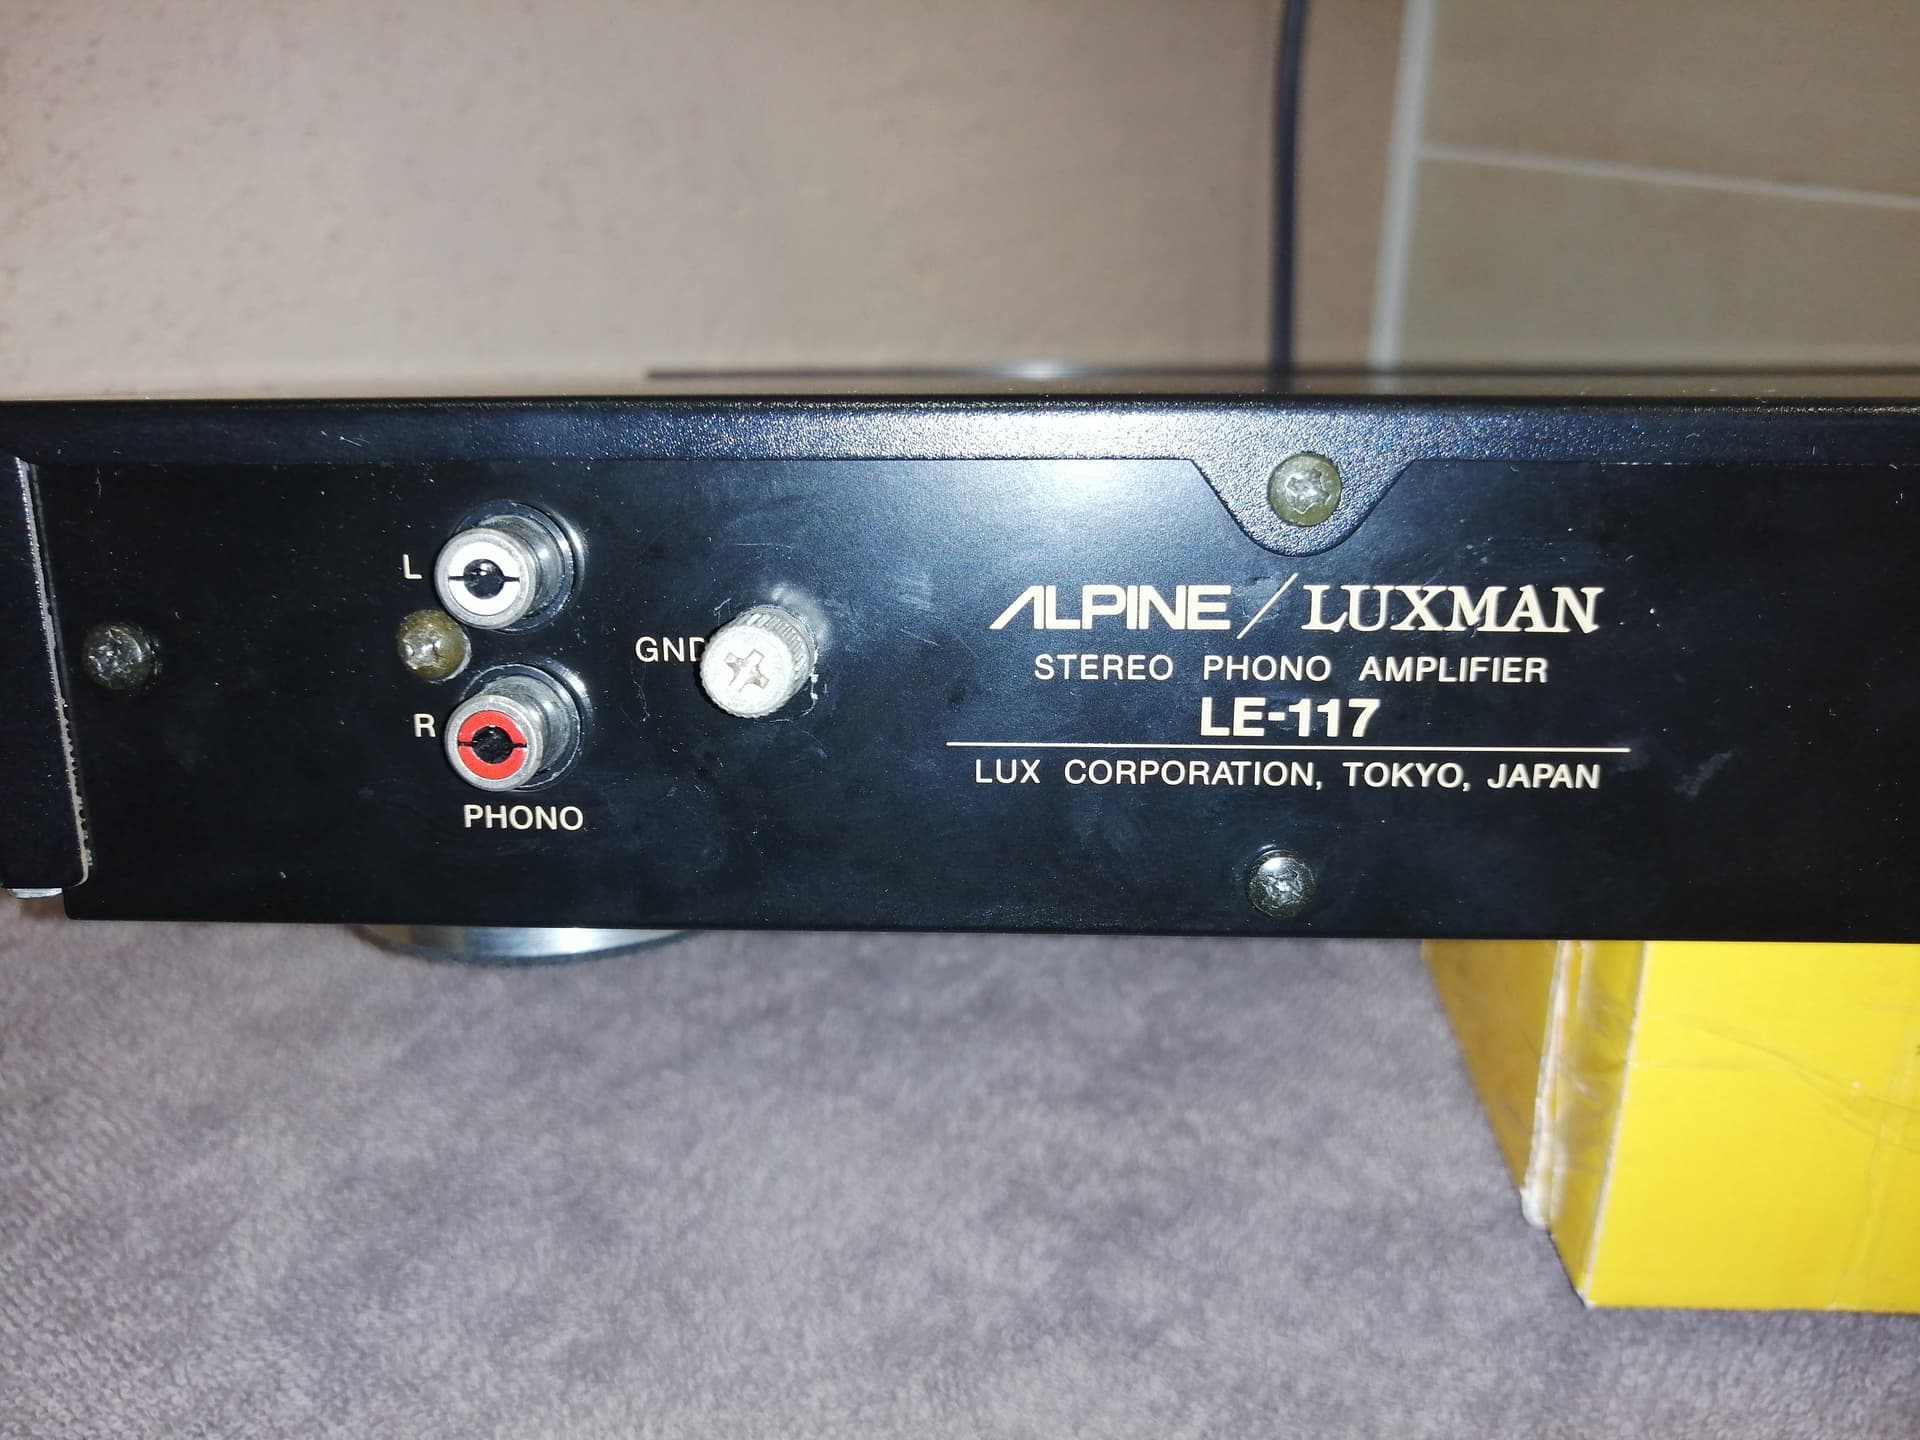 L
GND
R
PHONO
ALPINE/LUXMAN
STEREO PHONO AMPLIFIER
LE-117
LUX CORPORATION, TOKYO, JAPAN